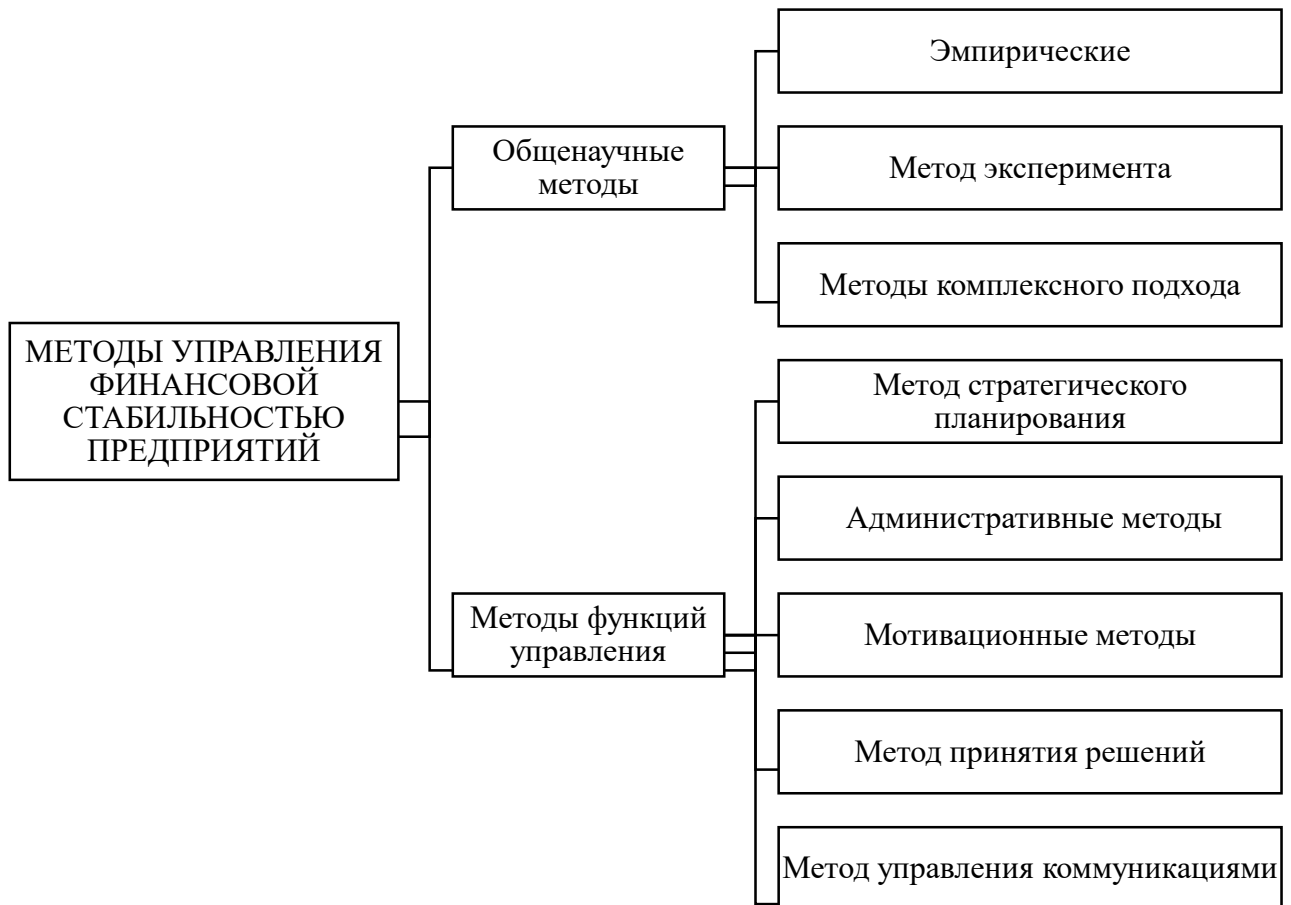 МЕТОДЫ УПРАВЛЕНИЯ
ФИНАНСОВОЙ
СТАБИЛЬНОСТЬЮ
ПРЕДПРИЯТИЙ
Общенаучные
методы
Эмпирические
Метод эксперимента
Методы комплексного подхода
Методы функций
управления
Метод стратегического
планирования
Административные методы
Мотивационные методы
Метод принятия решений
Метод управления коммуникациями